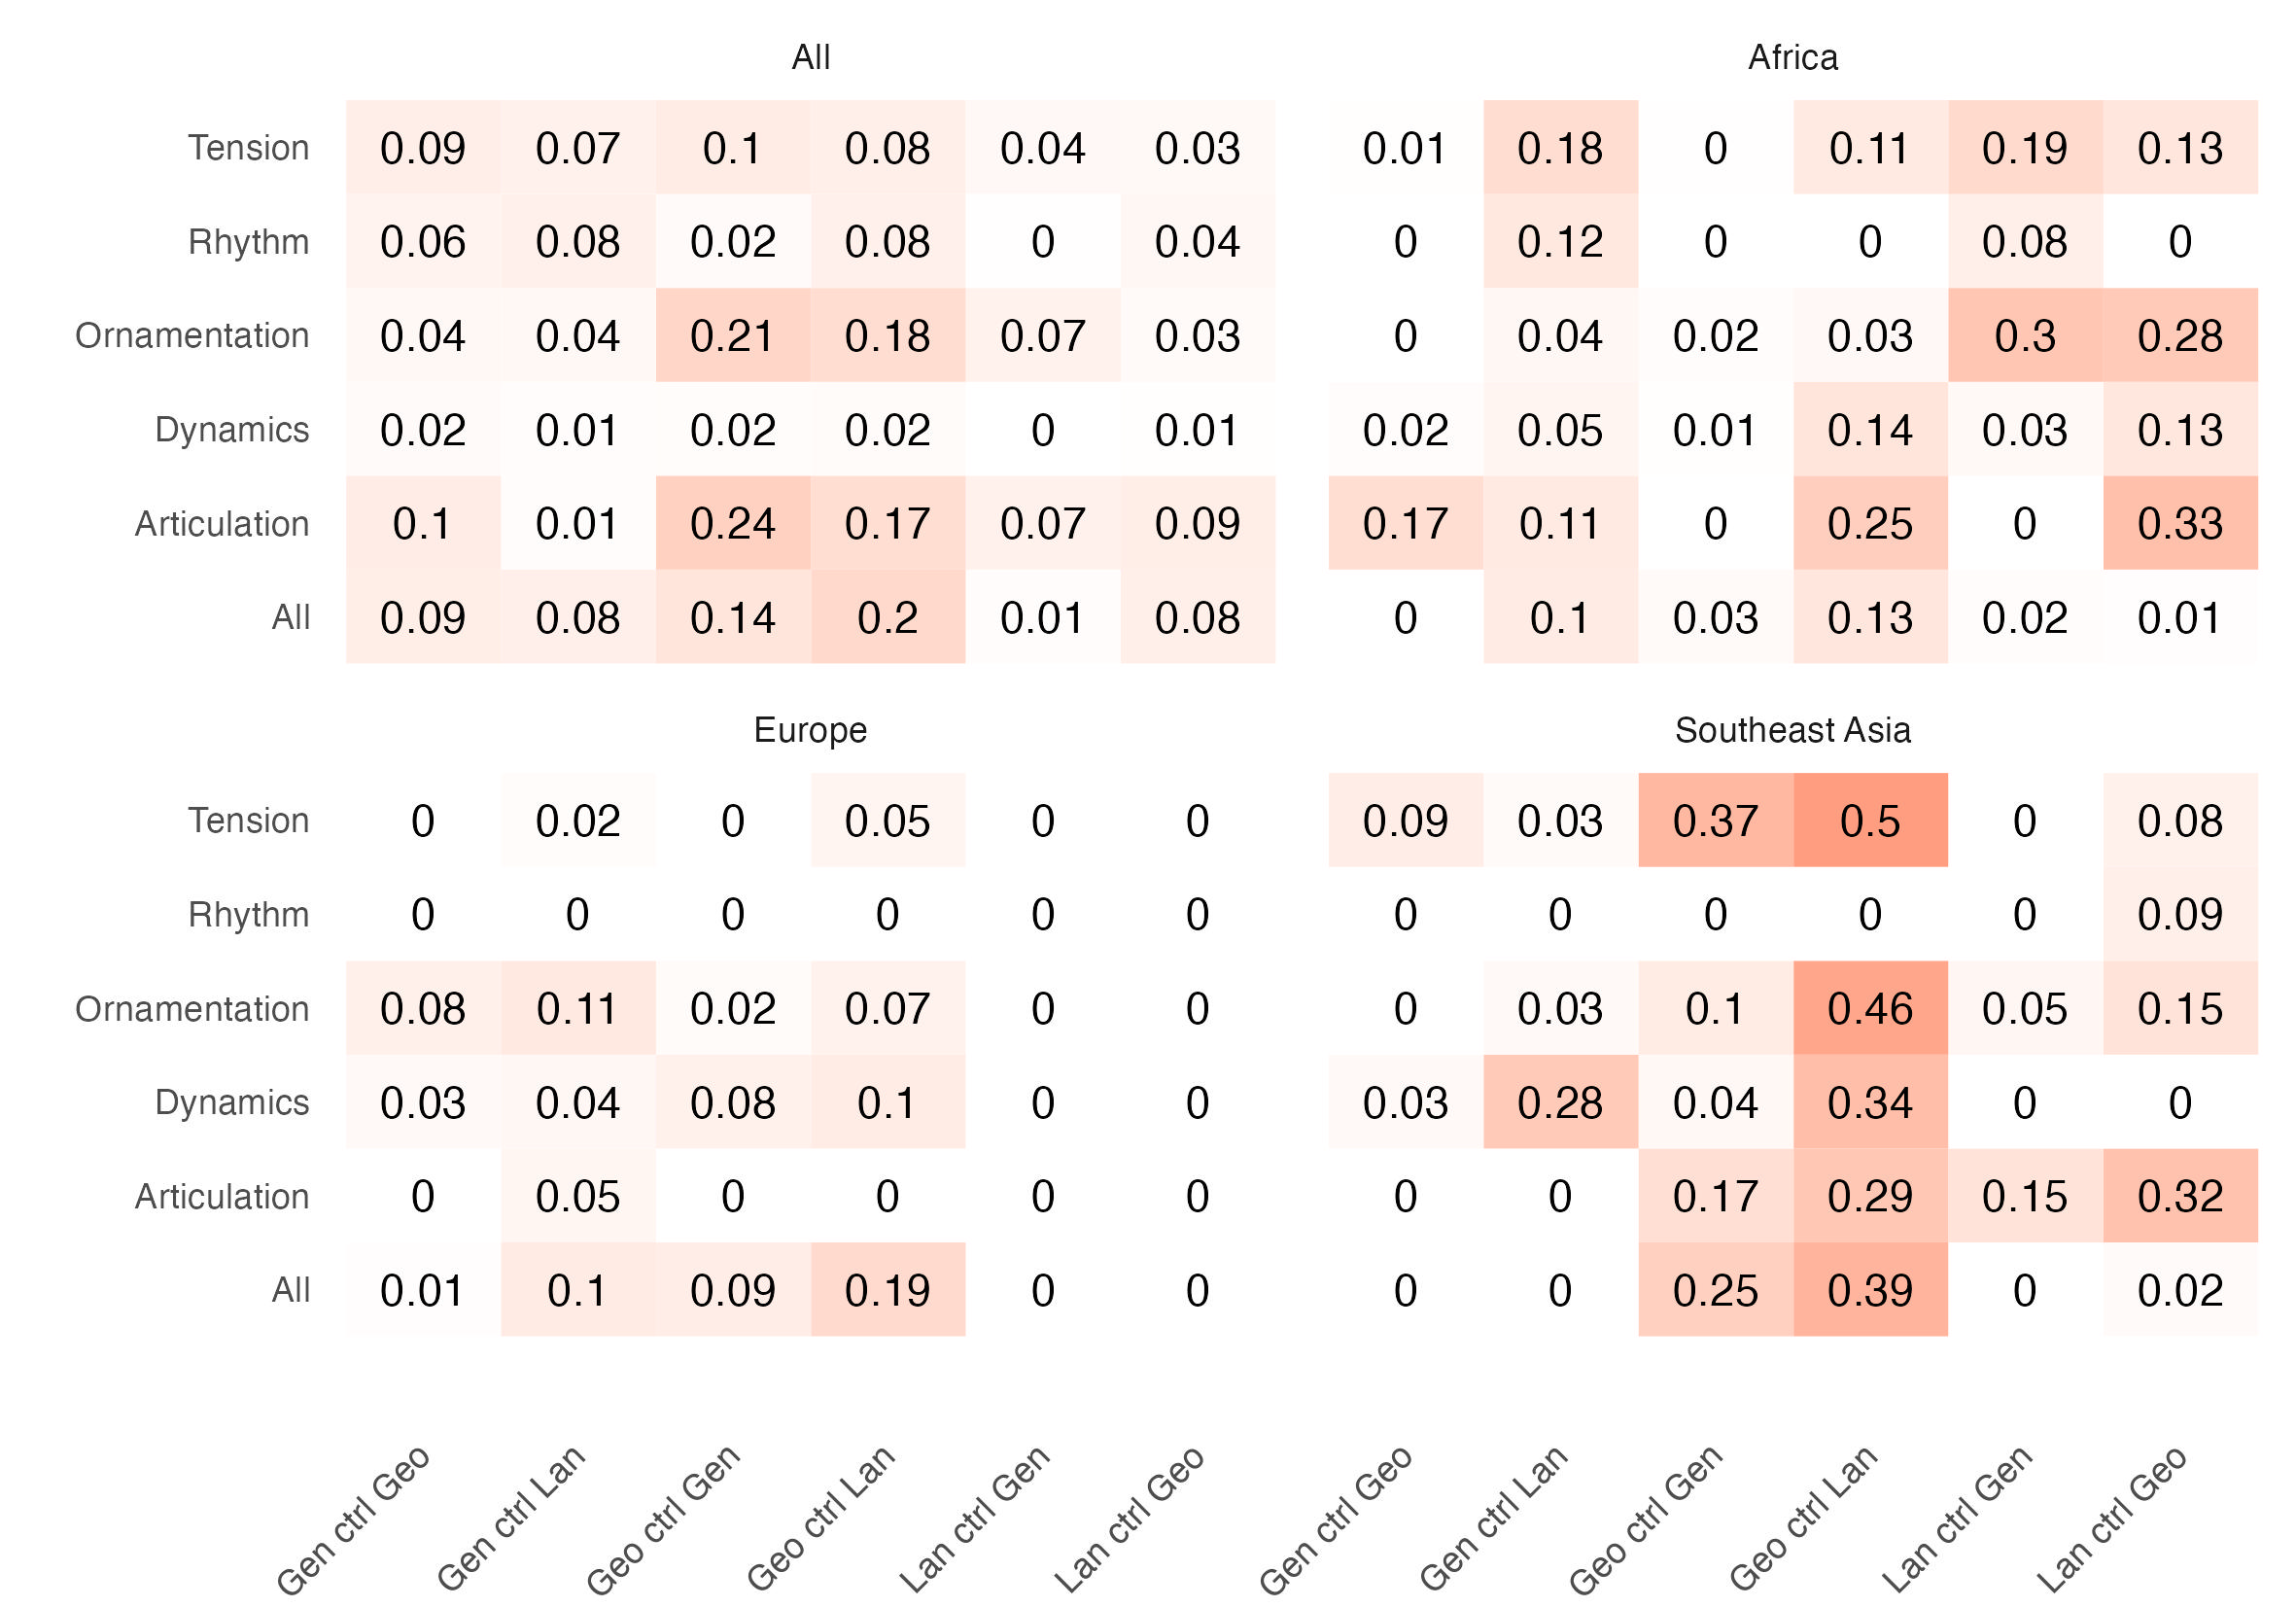 All
Africa
Tension 0.09 0.07 0.1 0.08 0.04 0.03 0.01 0.18 0 0.11 0.19 0.13
Rhythm 0.06 0.08 0.02 0.08 0 0.04 0 0.12 0 0 0.08 0
Ornamentation 0.04 0.04 0.21 0.18 0.07 0.03 0 0.04 0.02 0.03 0.3 0.28
Dynamics 0.02 0.01 0.02 0.02 0 0.01 0.02 0.05 0.01 0.14 0.03 0.13
Articulation 0.1 0.01 0.24 0.17 0.07 0.09 0.17 0.11 0 0.25 0 0.33
All 0.09 0.08 0.14 0.2 0.01 0.08 0 0.1 0.03 0.13 0.02 0.01
Europe
Southeast Asia
Tension 0 0.02 0 0.05 0 0 0.09 0.03 0.37 0.5 0 0.08
Rhythm 0 0 0 0 0 0 0 0 0 0 0 0.09
Ornamentation 0.08 0.11 0.02 0.07 0 0 0 0.03 0.1 0.46 0.05 0.15
Dynamics 0.03 0.04 0.08 0.1 0 0 0.03 0.28 0.04 0.34 0 0
Articulation 0 0.05 0 0 0 0 0 0 0.17 0.29 0.15 0.32
All 0.01 0.1 0.09 0.19 0 0 0 0 0.25 0.39 0 0.02
Gen ctrl Geo
Gen ctrl Lan
Geo ctrl Gen
Geo ctrl Lan
Lan ctrl Gen
Lan ctrl Geo
Gen ctrl Geo
Gen ctrl Lan
Geo ctrl Gen
Geo ctrl Lan
Lan ctrl Gen
Lan ctrl Geo